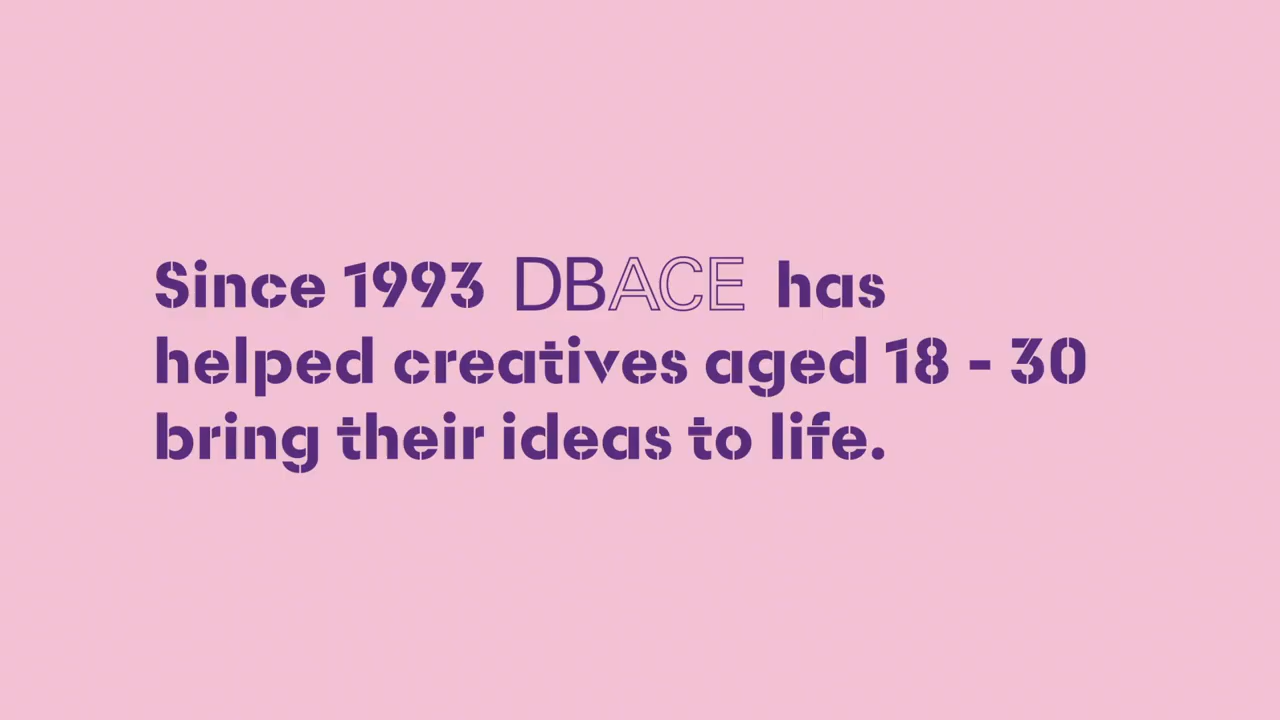 Since 1993 DBACE has
helped creatives aged 18 - 30
bring their ideas to life.